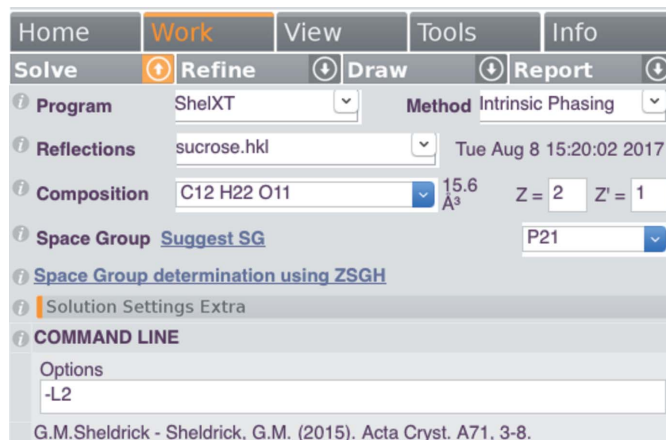 Home Work View Tools Info
Solve Refine Draw Report
Program ShelXT Method Intrinsic Phasing
Reflections sucrose.hkl Tue Aug 8 15:20:02 2017
Composition C12 H22 O11 15.6 Å³ Z = 2 Z' = 1
Space Group Suggest SG P21
Space Group determination using ZSGH
Solution Settings Extra
COMMAND LINE
Options
-L2
G.M.Sheldrick - Sheldrick, G.M. (2015). Acta Cryst. A71, 3-8.